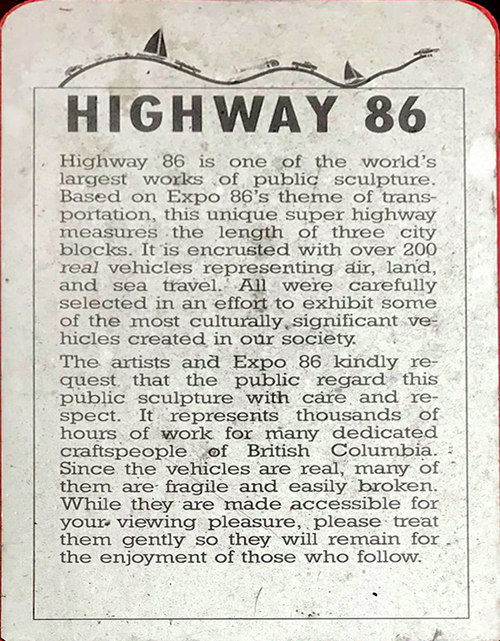 HIGHWAY 86
Highway 86 is one of the world's
largest works of public sculpture.
Based on Expo 86's theme of trans-
portation, this unique super highway
measures the length of three city
blocks. It is encrusted with over 200
real vehicles representing air, land,
and sea travel. All were carefully
selected in an effort to exhibit some
of the most culturally significant ve-
hicles created in our society.
The artists and Expo 86 kindly re-
quest that the public regard this
public sculpture with care and re-
spect. It represents thousands of
hours of work for many dedicated
craftspeople of British Columbia.
Since the vehicles are real, many of
them are fragile and easily broken.
While they are made accessible for
your viewing pleasure, please treat
them gently so they will remain for
the enjoyment of those who follow.